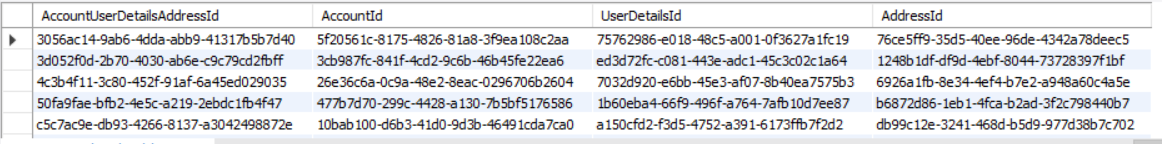 AccountUserDetailsAddressId AccountId UserDetailsId AddressId
3056ac14-9ab6-4dda-abb9-41317b5b7d40 5f20561c-8175-4826-81a8-3f9ea108c2aa 75762986-e018-48c5-a001-0f3627a1fc19 76ce5ff9-35d5-40ee-96de-4342a78deec5
3d052f0d-2b70-4030-ab6e-c9c79cd2fbff 3cb987fc-841f-4cd2-9c6b-46b45fe22ea6 ed3d72fc-c081-443e-adc1-45c3c02c1a64 1248b1df-df9d-4ebf-8044-73728397f1bf
4c3b4f11-3c80-452f-91af-6a45ed029035 26e36c6a-0c9a-48e2-8eac-0296706b2604 7032d920-e6bb-45e3-af07-8b40ea7575b3 6926a1fb-8e34-4ef4-b7e2-a948a60c4a5e
50fa9fae-bfb2-4e5c-a219-2ebdc1fb4f47 477b7d70-299c-4428-a130-7b5bf5176586 1b60eba4-66f9-496f-a764-7afb10d7ee87 b6872d86-1eb1-4fca-b2ad-3f2c798440b7
c5c7ac9e-db93-4266-8137-a3042498872e 10bab100-d6b3-41d0-9d3b-46491cda7ca0 a150cfd2-f3d5-4752-a391-6173ffb7f2d2 db99c12e-3241-468d-b5d9-977d38b7c702